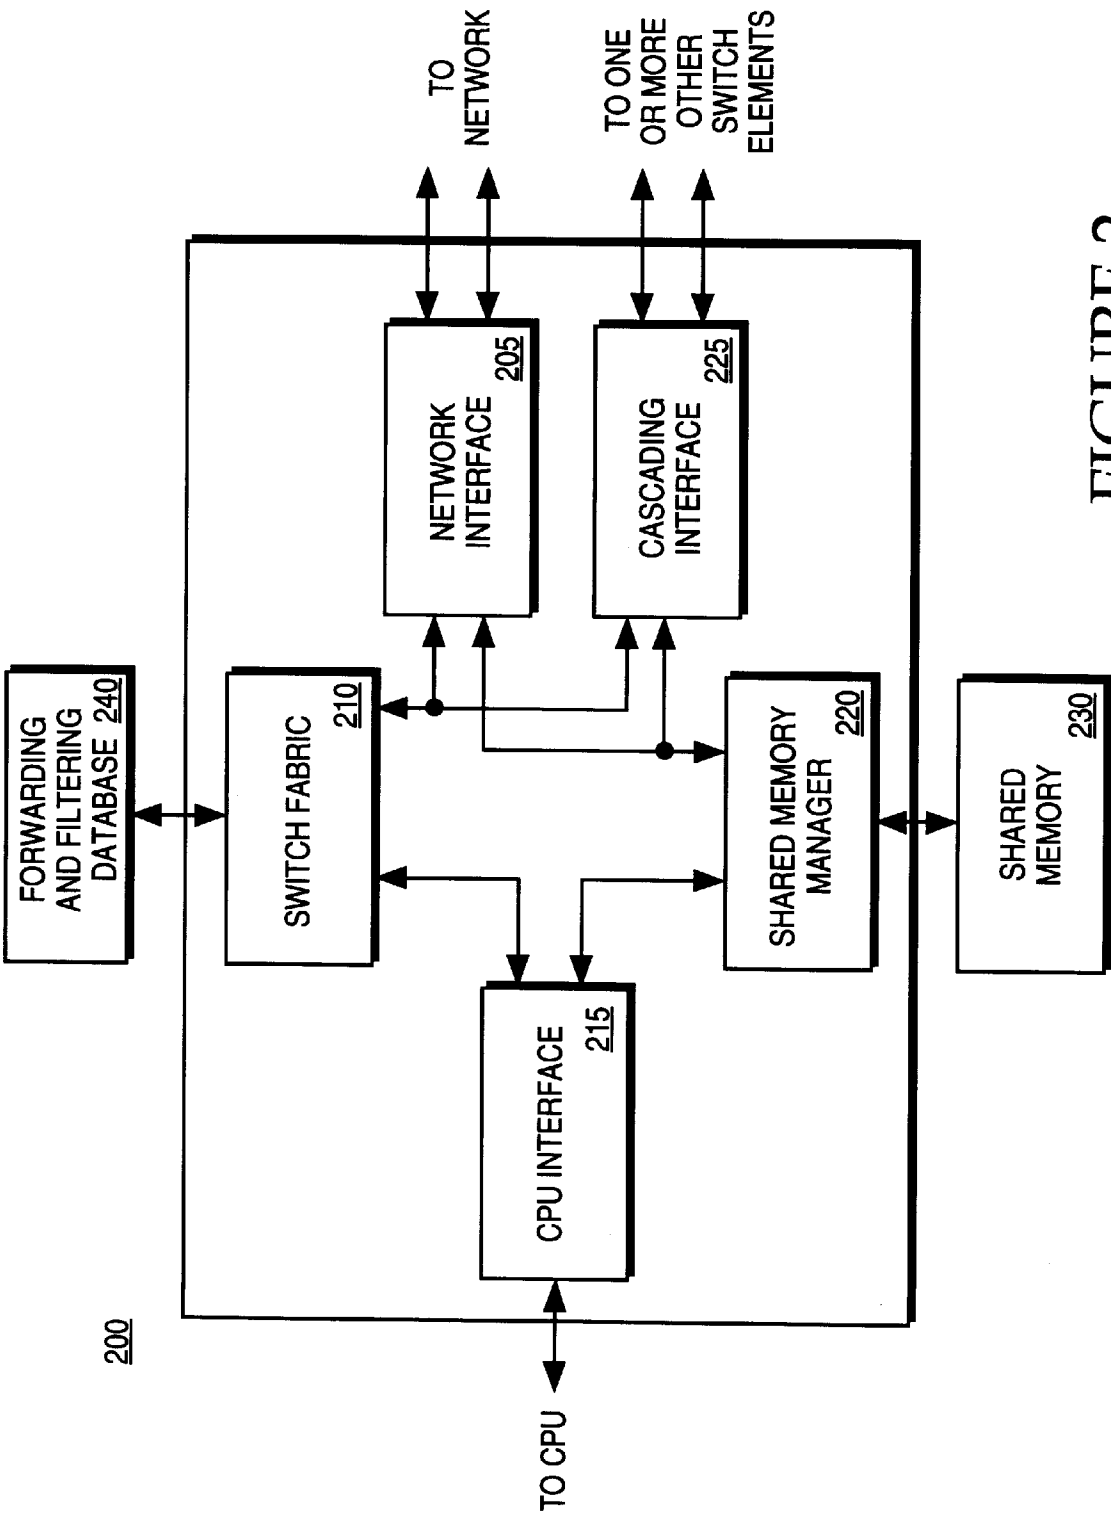 200
FORWARDING
AND FILTERING
DATABASE 240
SWITCH FABRIC
210
TO
NETWORK
NETWORK
INTERFACE
205
TO ONE
OR MORE
OTHER
SWITCH
ELEMENTS
CASCADING
INTERFACE
225
TO CPU
CPU INTERFACE
215
SHARED MEMORY
MANAGER
220
SHARED
MEMORY
230
FIGURE 2